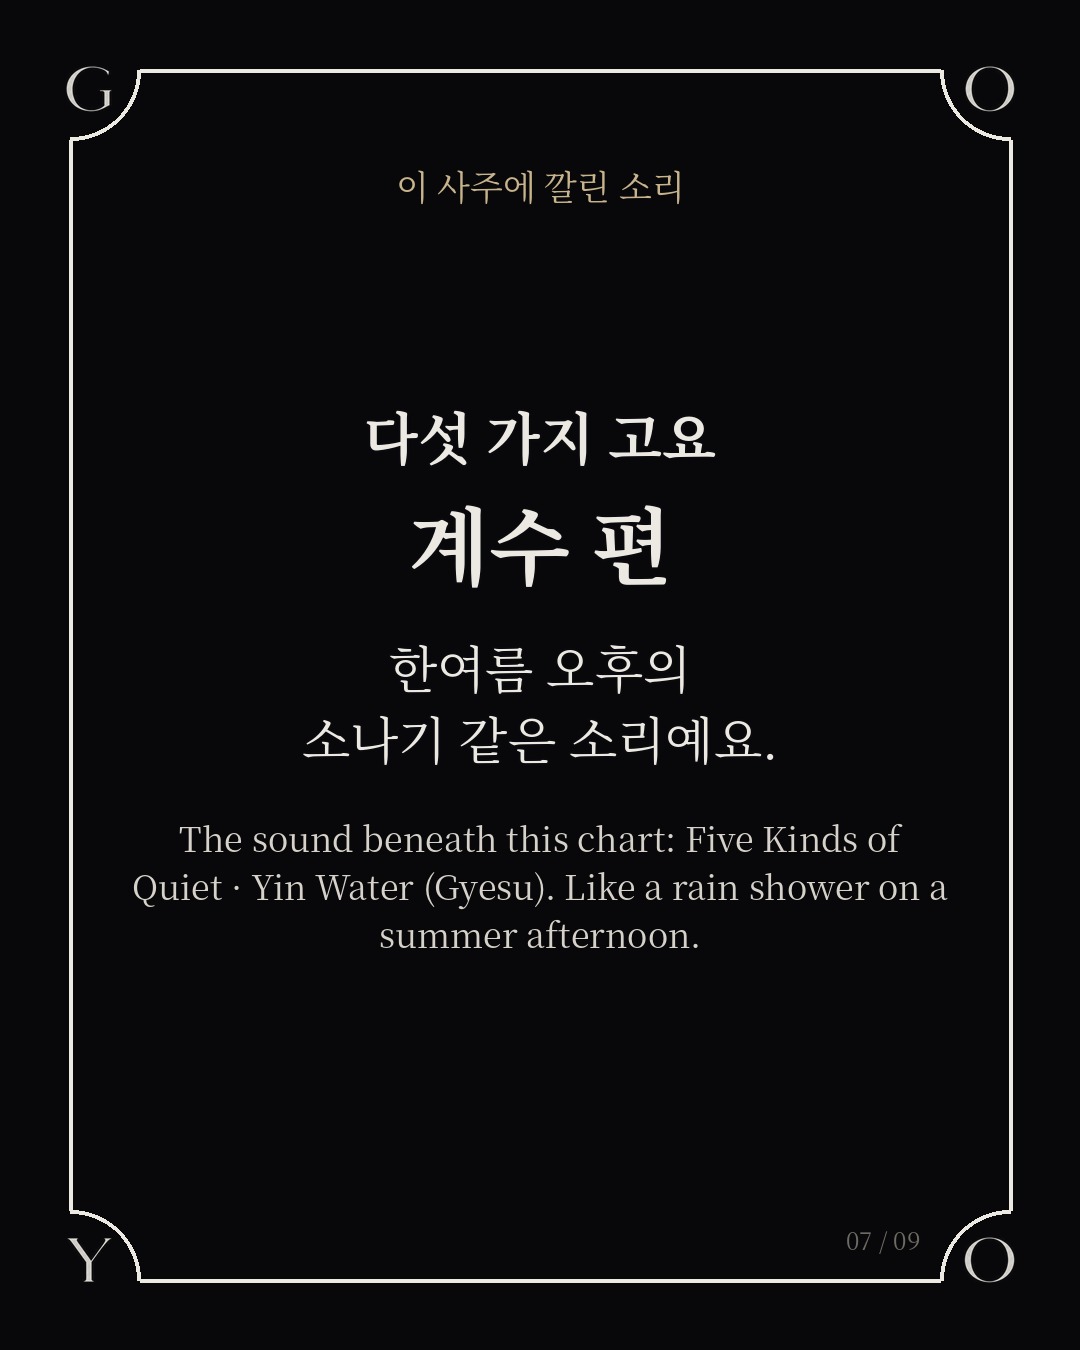 G O
이 사주에 깔린 소리
다섯 가지 고요
계수 편
한여름 오후의
소나기 같은 소리예요.
The sound beneath this chart: Five Kinds of
Quiet · Yin Water (Gyesu). Like a rain shower on a
summer afternoon.
07 / 09
Y O